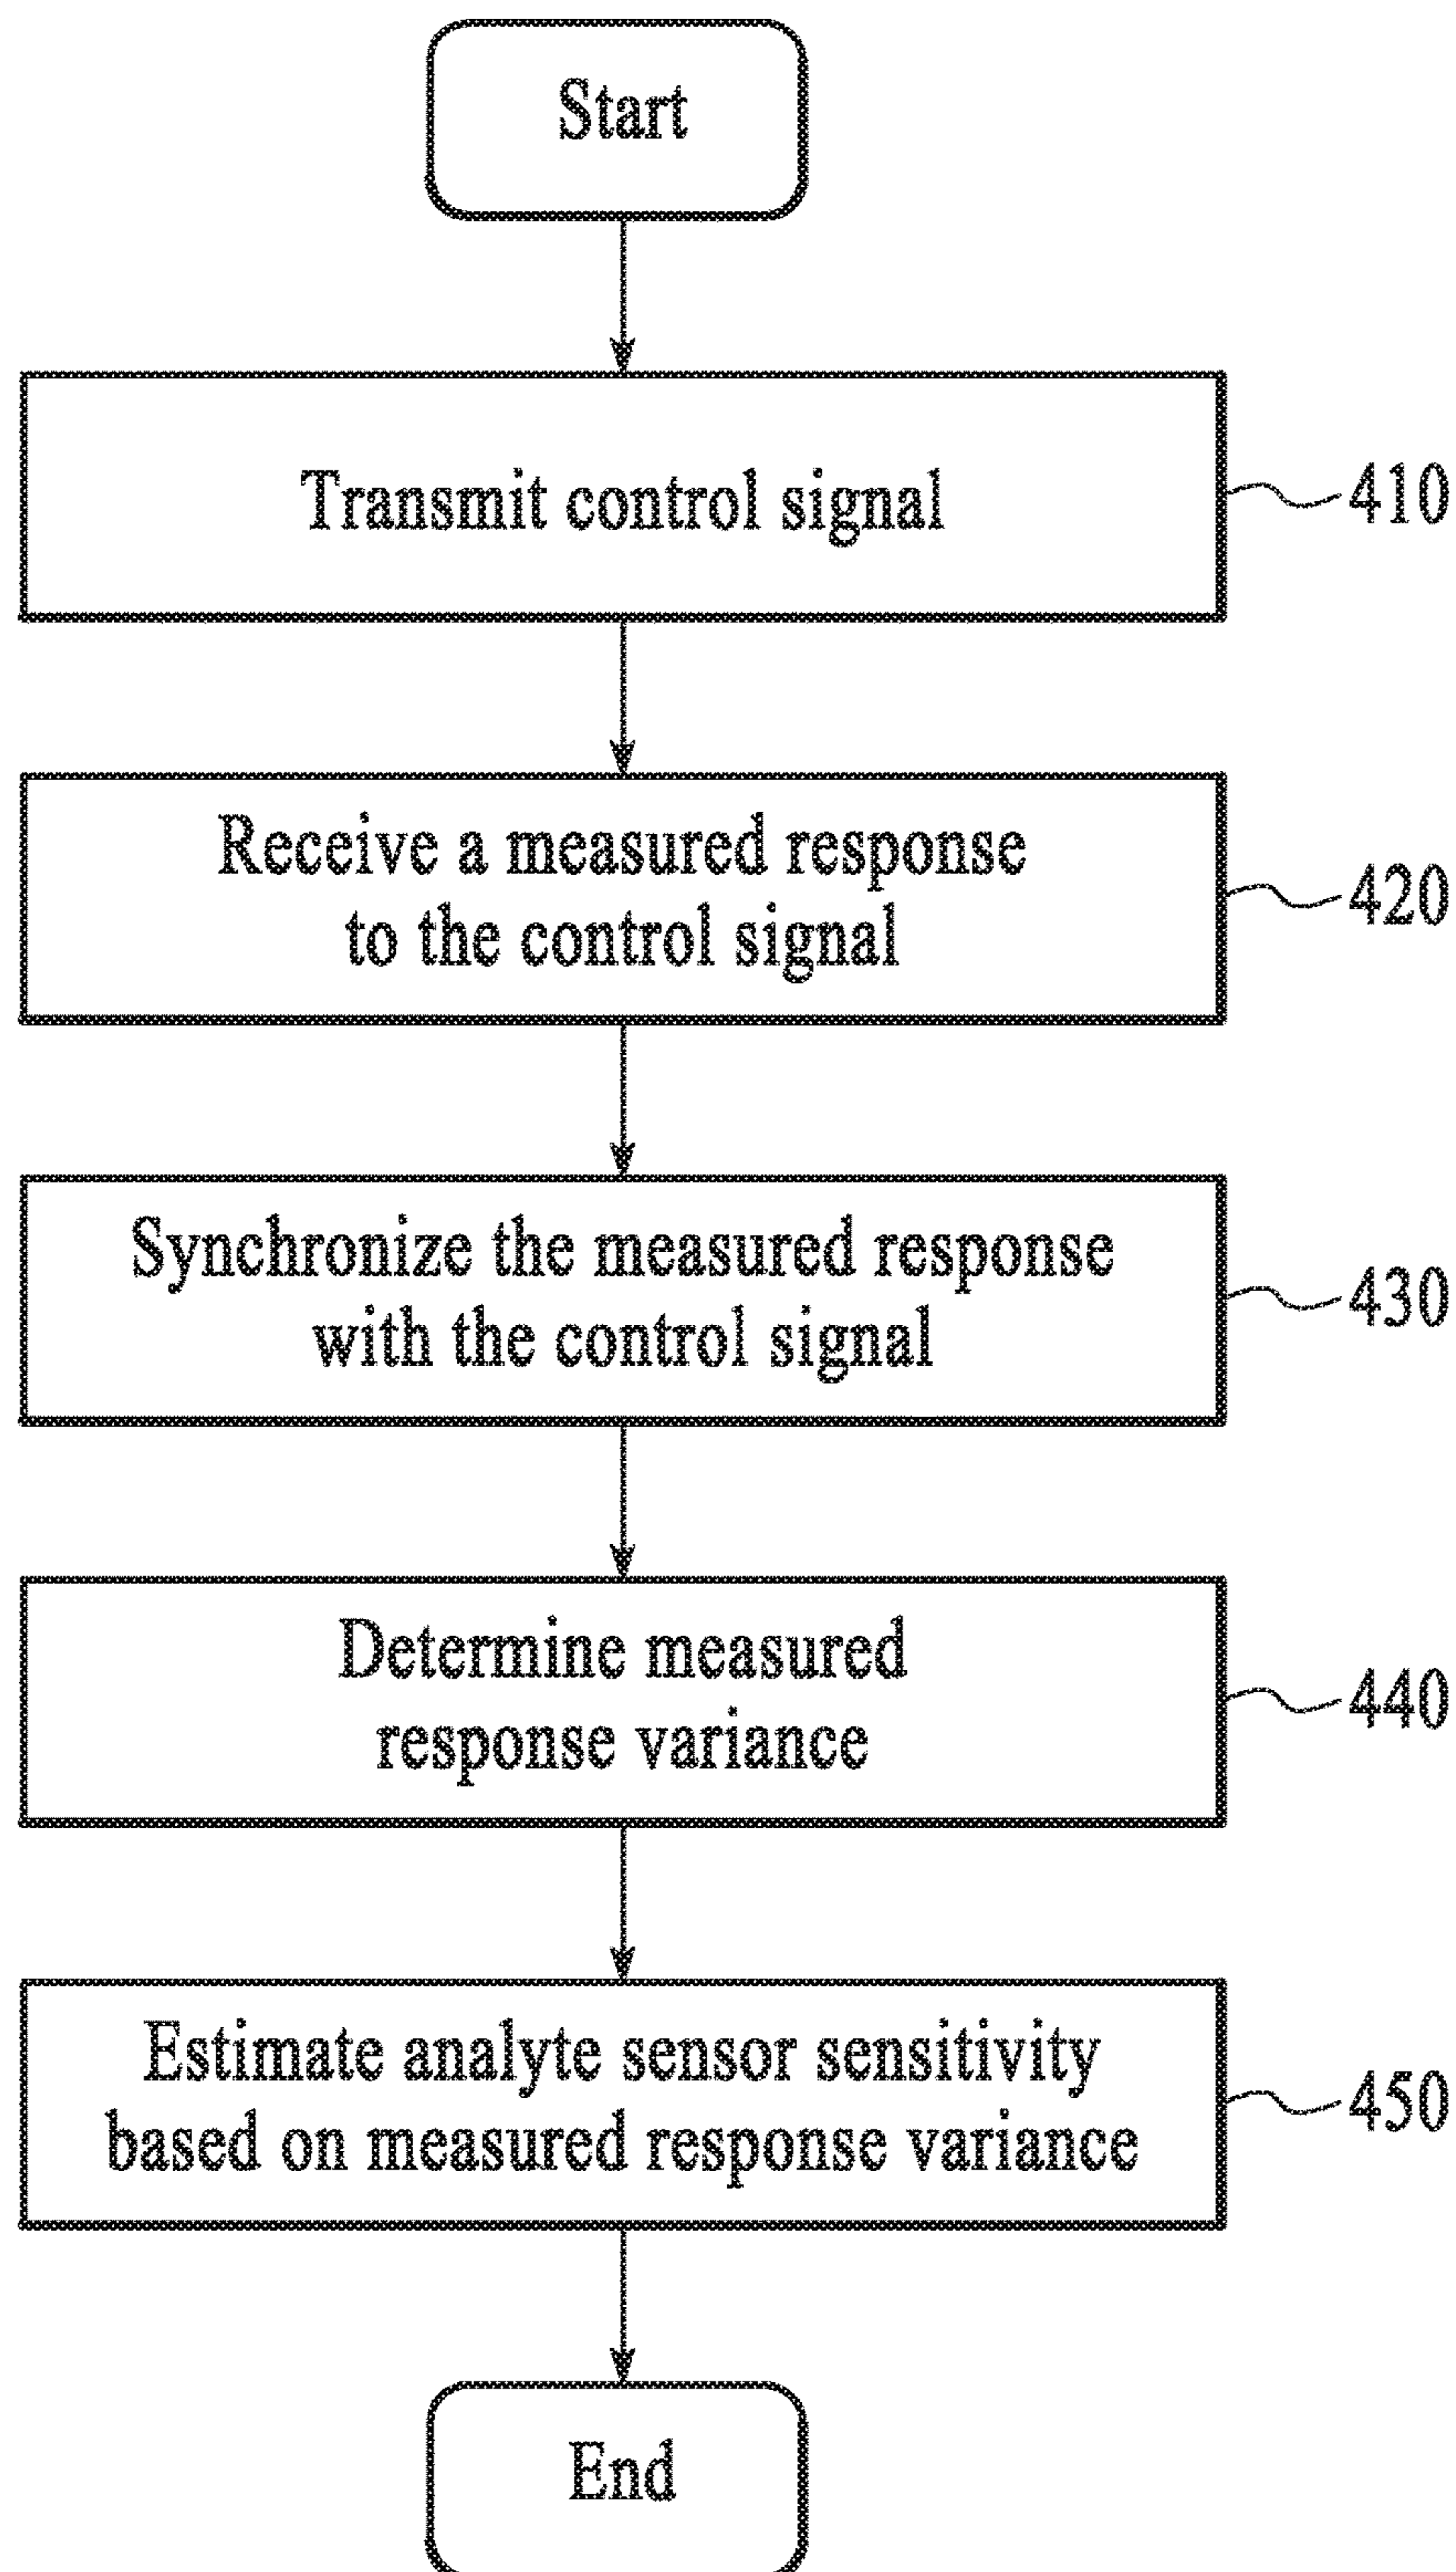 Start
Transmit control signal
410
Receive a measured response
to the control signal
420
Synchronize the measured response
with the control signal
430
Determine measured
response variance
440
Estimate analyte sensor sensitivity
based on measured response variance
450
End